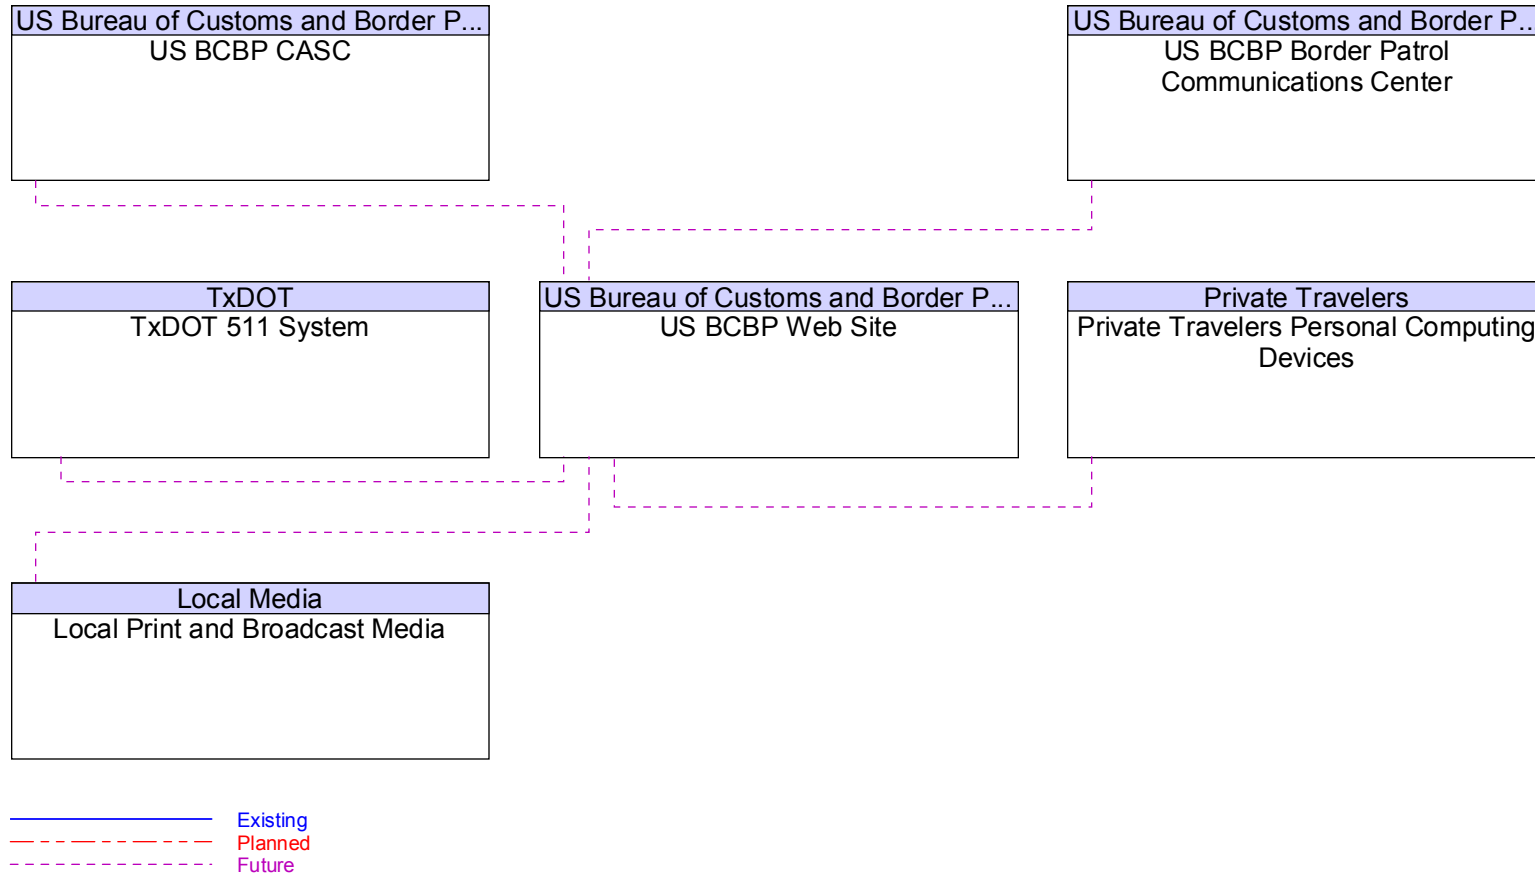 US Bureau of Customs and Border P...
US BCBP CASC
US Bureau of Customs and Border P...
US BCBP Border Patrol
Communications Center
TxDOT
TxDOT 511 System
US Bureau of Customs and Border P...
US BCBP Web Site
Private Travelers
Private Travelers Personal Computing
Devices
Local Media
Local Print and Broadcast Media
Existing
Planned
Future